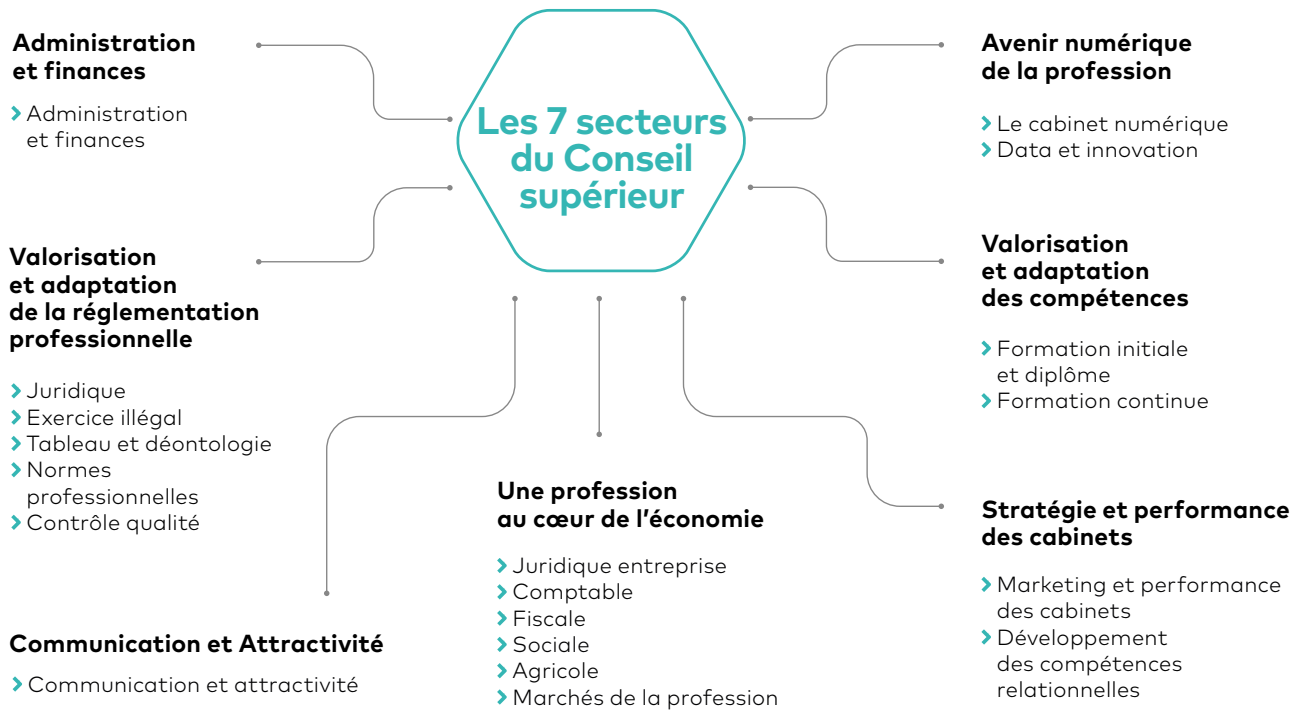 Les 7 secteurs
du Conseil
supérieur
Administration
et finances
Administration
et finances
Valorisation
et adaptation
de la réglementation
professionnelle
Juridique
Exercice illégal
Tableau et déontologie
Normes
professionnelles
Contrôle qualité
Communication et Attractivité
Communication et attractivité
Une profession
au cœur de l'économie
Juridique entreprise
Comptable
Fiscale
Sociale
Agricole
Marchés de la profession
Avenir numérique
de la profession
Le cabinet numérique
Data et innovation
Valorisation
et adaptation
des compétences
Formation initiale
et diplôme
Formation continue
Stratégie et performance
des cabinets
Marketing et performance
des cabinets
Développement
des compétences
relationnelles